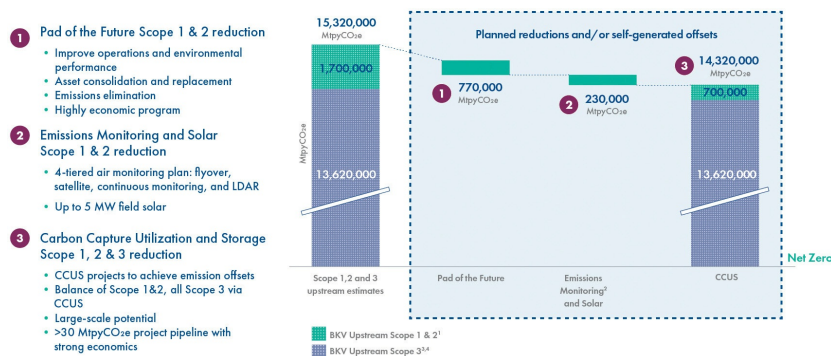 1 Pad of the Future Scope 1 & 2 reduction
• Improve operations and environmental
performance
• Asset consolidation and replacement
• Emissions elimination
• Highly economic program
2 Emissions Monitoring and Solar
Scope 1 & 2 reduction
• 4-tiered air monitoring plan: flyover,
satellite, continuous monitoring, and LDAR
• Up to 5 MW field solar
3 Carbon Capture Utilization and Storage
Scope 1, 2 & 3 reduction
• CCUS projects to achieve emission offsets
• Balance of Scope 1&2, all Scope 3 via
CCUS
• Large-scale potential
• >30 MtpyCO₂e project pipeline with
strong economics
MtpyCO₂e
15,320,000
MtpyCO₂e
1,700,000
13,620,000
Scope 1,2 and 3
upstream estimates
Planned reductions and/or self-generated offsets
1 770,000
MtpyCO₂e
Pad of the Future
2 230,000
MtpyCO₂e
Emissions
Monitoring²
and Solar
3 14,320,000
MtpyCO₂e
700,000
13,620,000
CCUS
Net Zero
BKV Upstream Scope 1 & 2¹
BKV Upstream Scope 3³,⁴